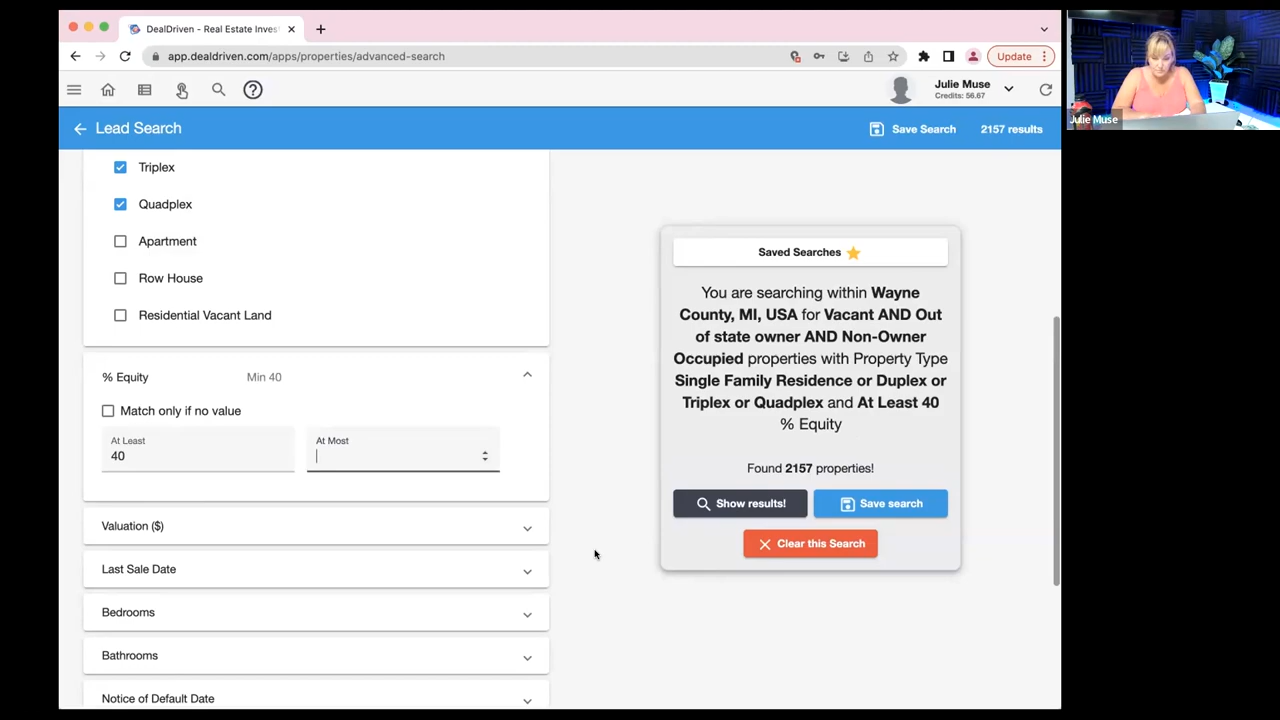 DealDriven - Real Estate Inves
app.dealdriven.com/apps/properties/advanced-search
Update
Julie Muse
Credits: 56.67
Lead Search
Save Search
2157 results
Triplex
Quadplex
Apartment
Row House
Residential Vacant Land
% Equity
Min 40
Match only if no value
At Least
40
At Most
Valuation ($)
Last Sale Date
Bedrooms
Bathrooms
Notice of Default Date
Saved Searches
You are searching within Wayne
County, MI, USA for Vacant AND Out
of state owner AND Non-Owner
Occupied properties with Property Type
Single Family Residence or Duplex or
Triplex or Quadplex and At Least 40
% Equity
Found 2157 properties!
Show results!
Save search
Clear this Search
Julie Muse